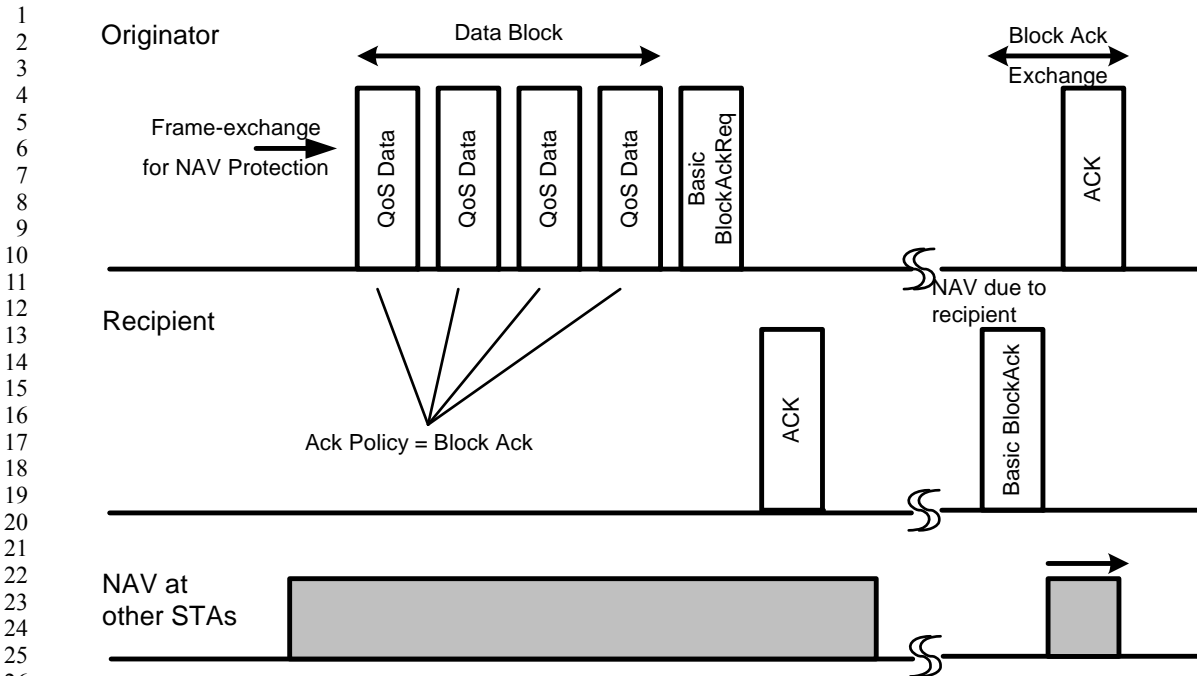 1
2
3
4
5
6
7
8
9
10
11
12
13
14
15
16
17
18
19
20
21
22
23
24
25
Originator
Data Block
Block Ack
Exchange
Frame-exchange
for NAV Protection
QoS Data
QoS Data
QoS Data
QoS Data
Basic
BlockAckReq
ACK
NAV due to
recipient
Recipient
ACK
Basic BlockAck
Ack Policy = Block Ack
NAV at
other STAs